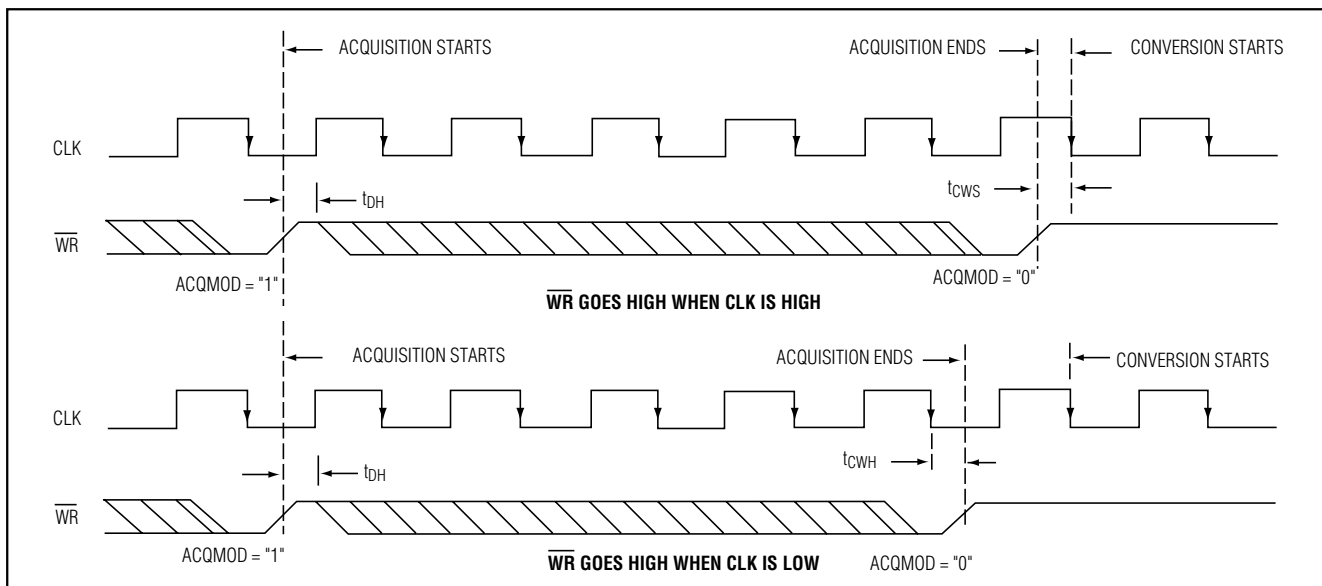 ACQUISITION STARTS
ACQUISITION ENDS
CONVERSION STARTS
CLK
tDH
tCWS
WR
ACQMOD = "1"
ACQMOD = "0"
WR GOES HIGH WHEN CLK IS HIGH
ACQUISITION STARTS
ACQUISITION ENDS
CONVERSION STARTS
CLK
tDH
tCWH
WR
ACQMOD = "1"
WR GOES HIGH WHEN CLK IS LOW
ACQMOD = "0"